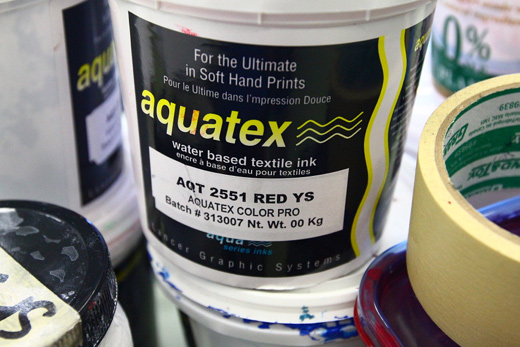 For the Ultimate
in Soft Hand Prints
Pour le Ultime dans l'impression Douce
aquatex
water based textile ink
encre à base d'eau pour textiles
AQT 2551 RED YS
AQUATEX COLOR PRO
Batch # 313007 Nt. Wt. 00 Kg
aqua
series inks
Graphic Systems
aqu
0%